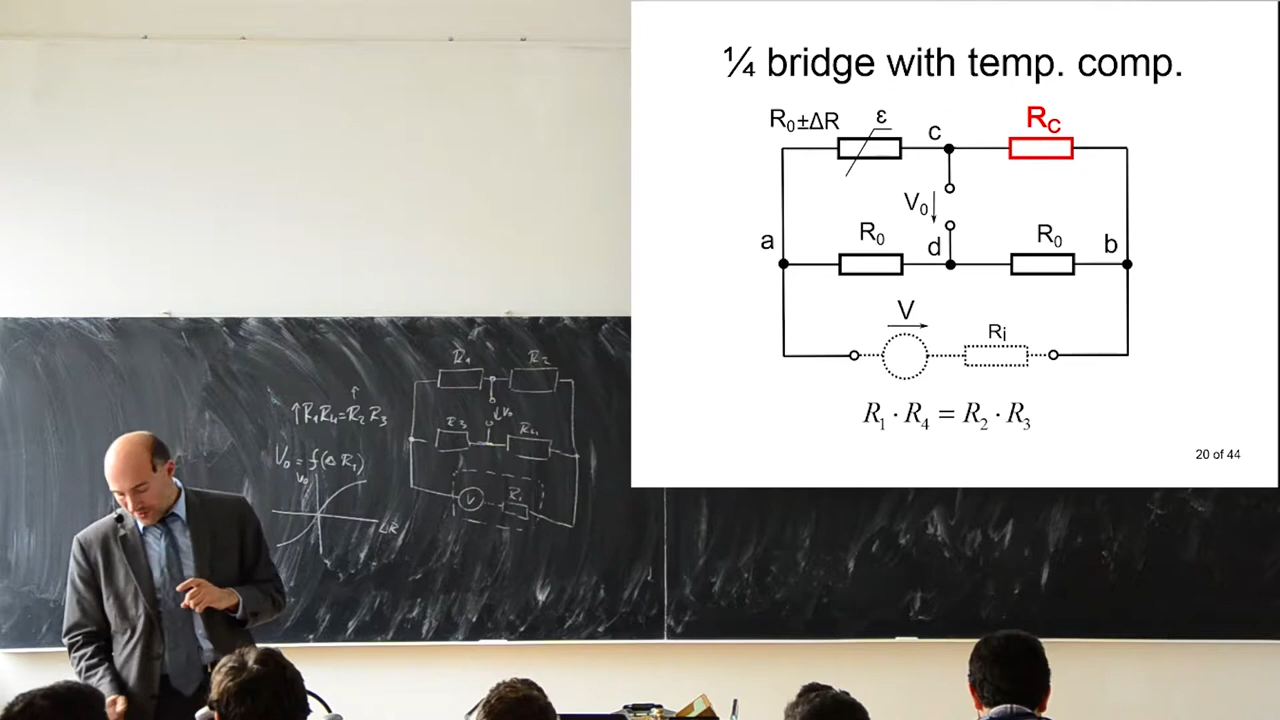 ¼ bridge with temp. comp.
R₀±ΔR
ε
c
R_C
V₀
a
R₀
d
R₀
b
V
Rᵢ
R₁ · R₄ = R₂ · R₃
20 of 44
R₁
R₂
↑R₁R₄=R₂R₃
V₀
R₃
R₄
V₀ = f(ΔR₁)
V₀
V
Rᵢ
ΔR